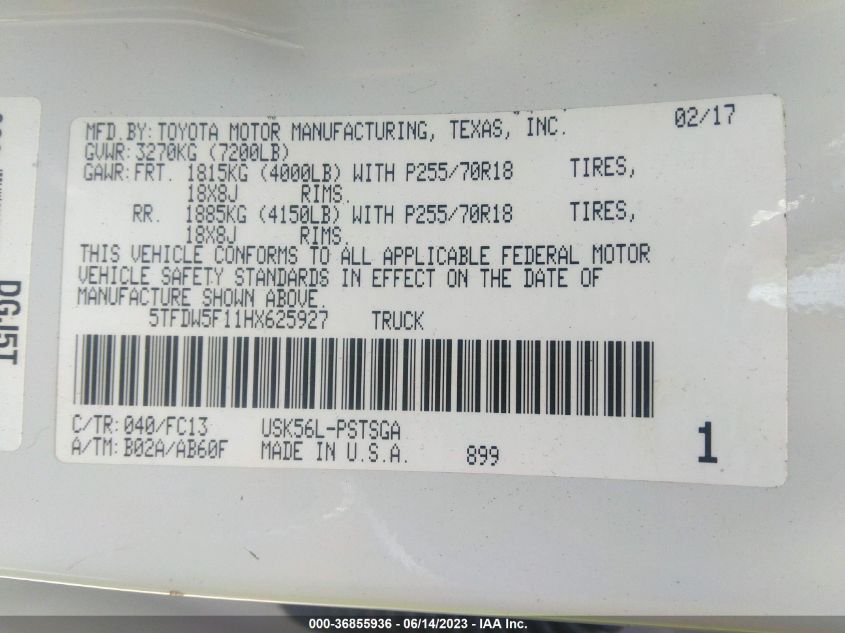 MFD.BY: TOYOTA MOTOR MANUFACTURING, TEXAS, INC. 02/17
GVWR: 3270KG (7200LB)
GAWR: FRT. 1815KG (4000LB) WITH P255/70R18 TIRES,
18X8J RIMS.
RR. 1885KG (4150LB) WITH P255/70R18 TIRES,
18X8J RIMS.
THIS VEHICLE CONFORMS TO ALL APPLICABLE FEDERAL MOTOR
VEHICLE SAFETY STANDARDS IN EFFECT ON THE DATE OF
MANUFACTURE SHOWN ABOVE.
5TFDW5F11HX625927 TRUCK
C/TR: 040/FC13 USK56L-PSTSGA
A/TM: B02A/AB60F MADE IN U.S.A. 899 1
DGJ5T
000-36855936 - 06/14/2023 - IAA Inc.